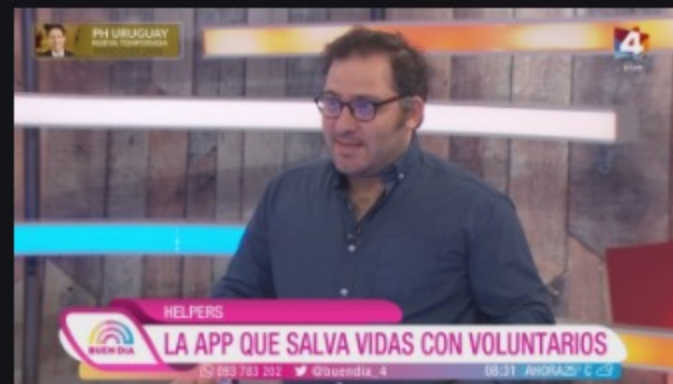 PH URUGUAY
NUEVA TEMPORADA
4
HELPERS
BUEN DÍA
LA APP QUE SALVA VIDAS CON VOLUNTARIOS
093 783 202 @buendia_4 08:31 AHORA 25° C